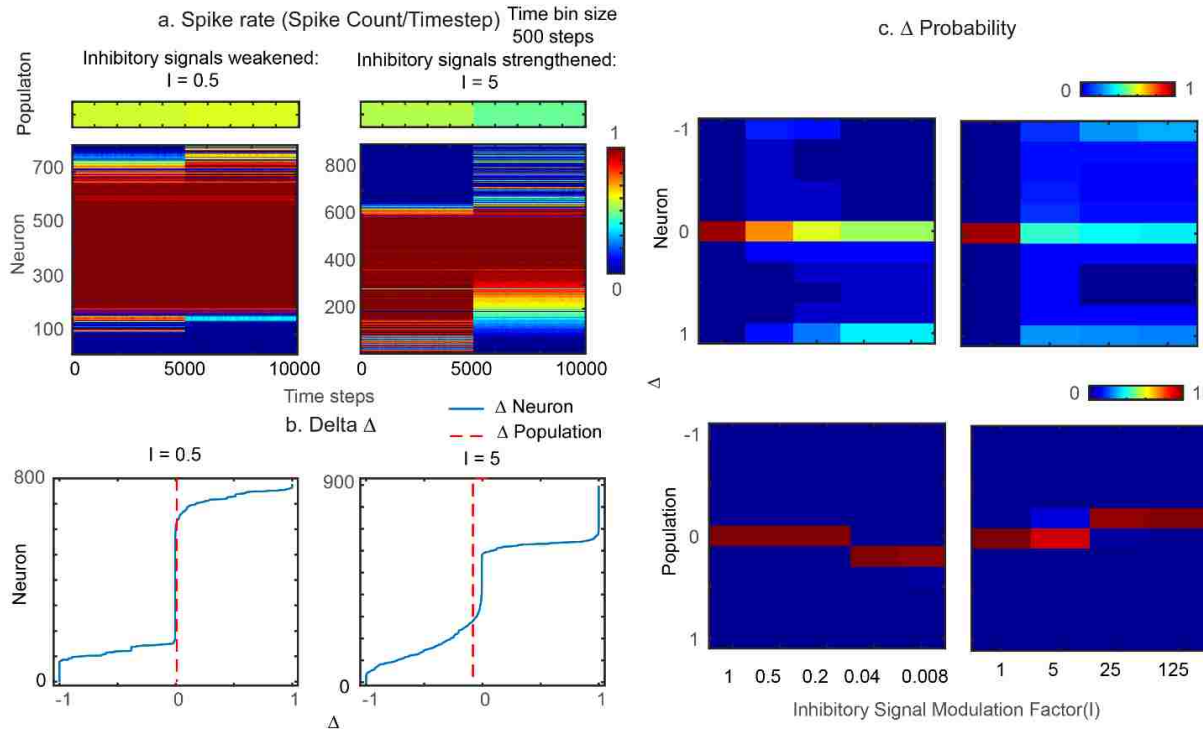 a. Spike rate (Spike Count/Timestep)
Time bin size
500 steps
Inhibitory signals weakened:
I = 0.5
Inhibitory signals strengthened:
I = 5
Populaton
Neuron
700
500
300
100
800
600
400
200
1
0
0
5000
10000
0
5000
10000
Time steps
b. Delta Δ
Δ Neuron
Δ Population
I = 0.5
I = 5
Neuron
800
0
-1
0
1
900
0
-1
0
1
Δ
c. Δ Probability
0
1
Neuron
-1
0
1
Δ
0
1
Population
-1
0
1
1
0.5
0.2
0.04
0.008
1
5
25
125
Inhibitory Signal Modulation Factor(I)